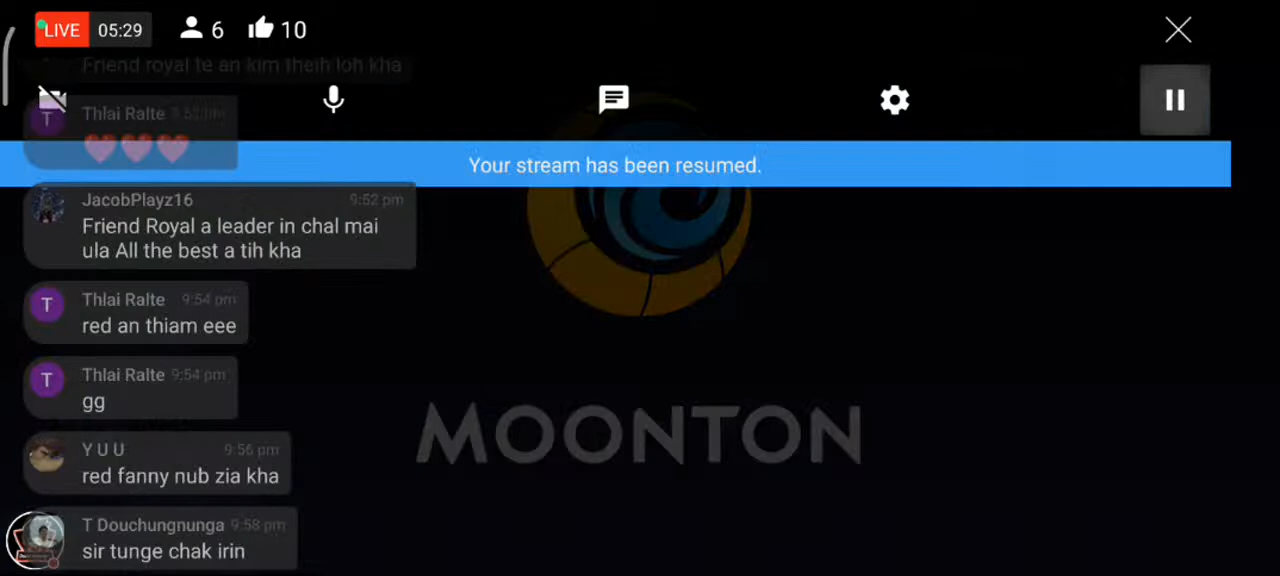 LIVE 05:29 6 10
Friend royal te an kim theih loh kha
Thlai Ralte
Your stream has been resumed.
JacobPlayz16 9:52 pm
Friend Royal a leader in chal mai
ula All the best a tih kha
T Thlai Ralte 9:54 pm
red an thiam eee
T Thlai Ralte 9:54 pm
gg
Y U U 9:56 pm
red fanny nub zia kha
T Douchungnunga 9:58 pm
sir tunge chak irin
MOONTON